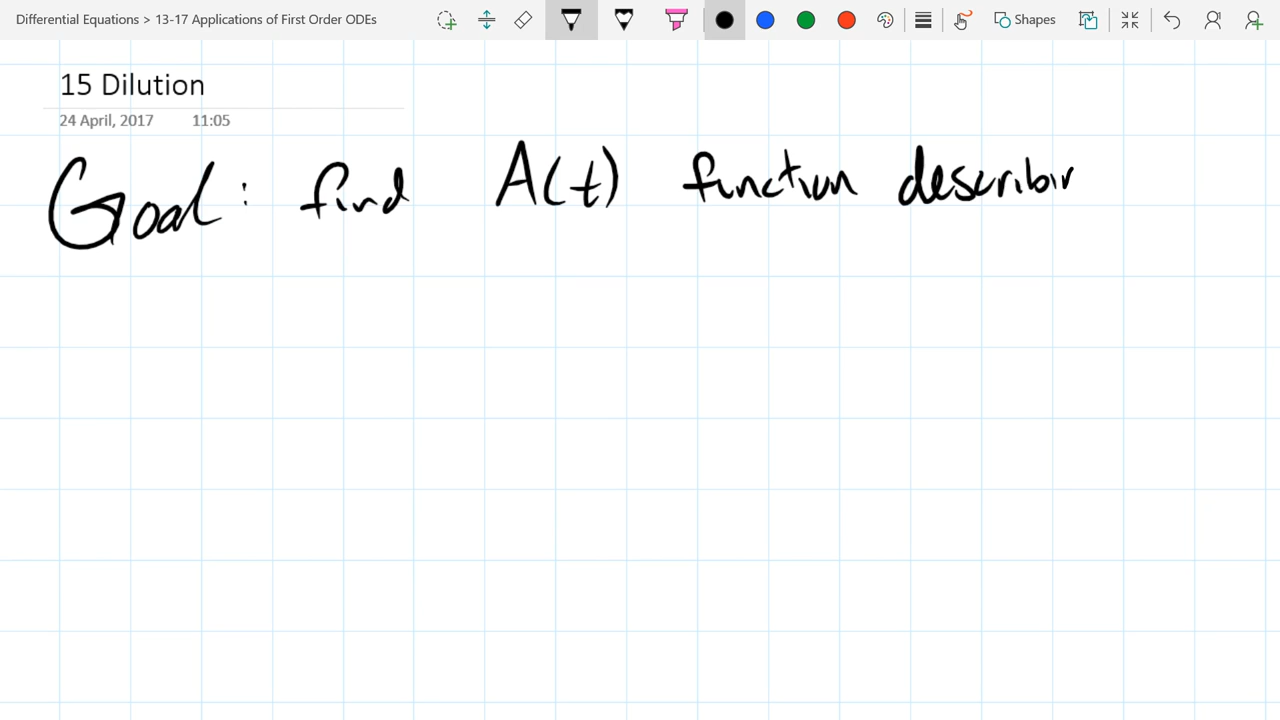 Differential Equations > 13-17 Applications of First Order ODEs
Shapes
15 Dilution
24 April, 2017 11:05
Goal: find A(t) function describin